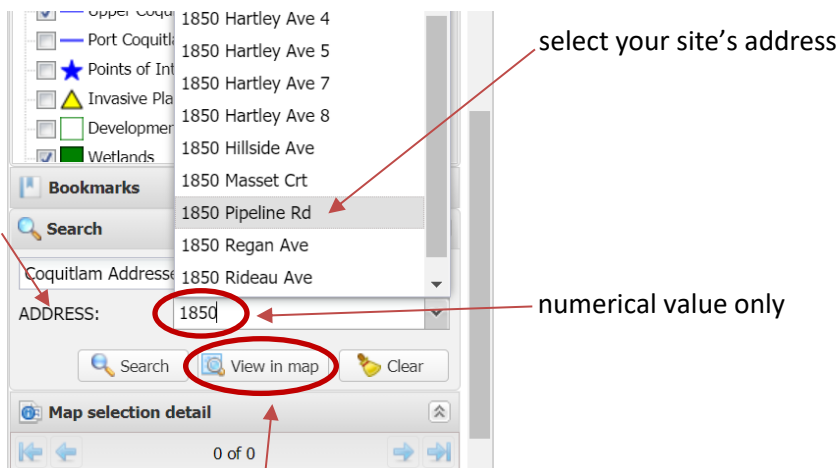 Upper Coqu
1850 Hartley Ave 4
Port Coquitl
1850 Hartley Ave 5
select your site's address
Points of Int
1850 Hartley Ave 7
Invasive Pla
1850 Hartley Ave 8
Developmer
1850 Hillside Ave
Wetlands
1850 Masset Crt
Bookmarks
1850 Pipeline Rd
Search
1850 Regan Ave
Coquitlam Addresse
1850 Rideau Ave
ADDRESS:
1850
numerical value only
Search
View in map
Clear
Map selection detail
0 of 0